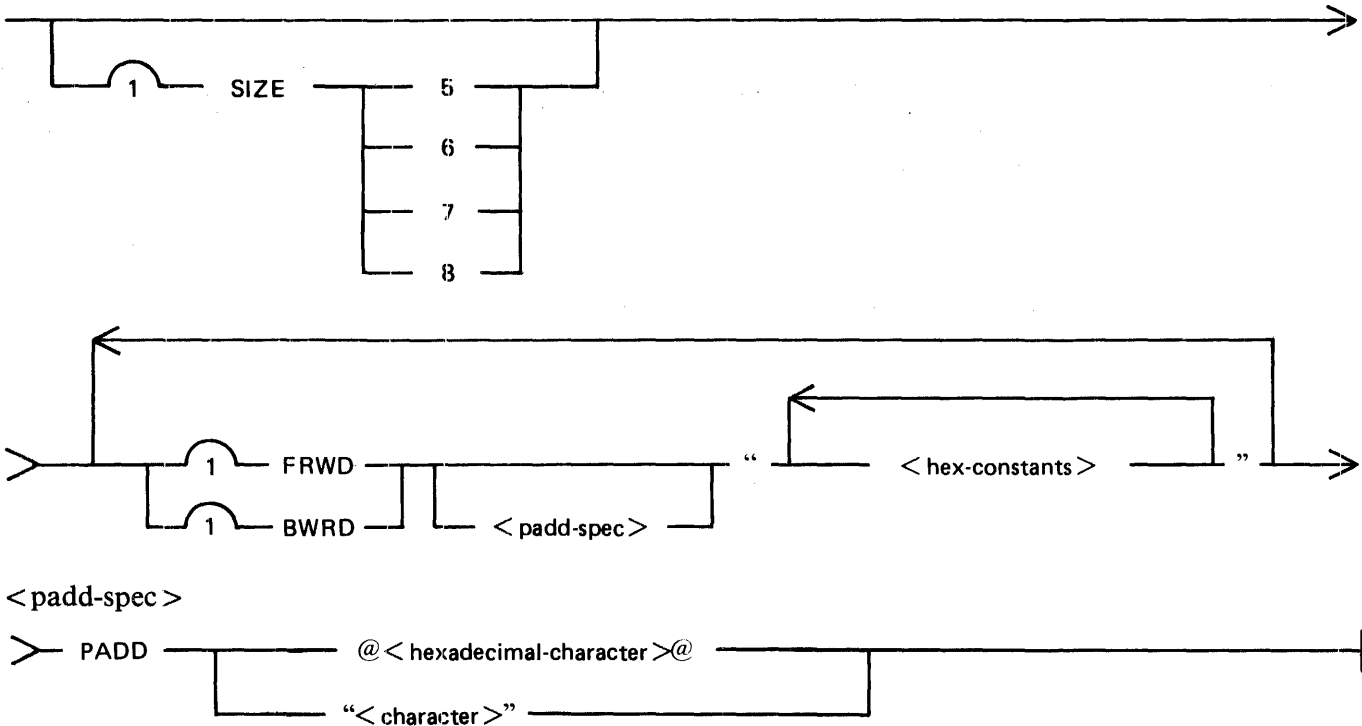 1 SIZE 5
6
7
8
1 FRWD “ <hex-constants> ”
1 BWRD <padd-spec>
<padd-spec>
PADD @<hexadecimal-character>@
“<character>”